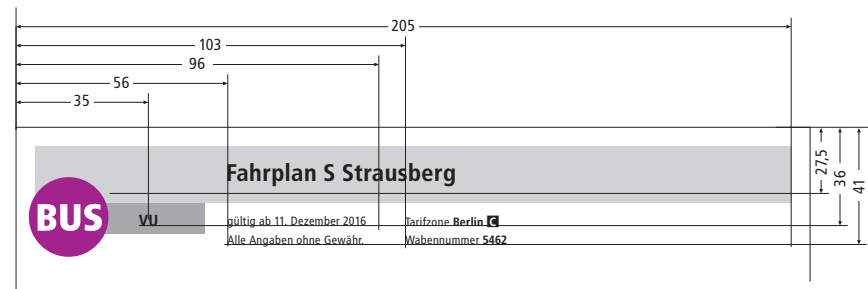 205
103
96
56
35
27,5
36
41
Fahrplan S Strausberg
BUS
VU
gültig ab 11. Dezember 2016
Tarifzone Berlin C
Alle Angaben ohne Gewähr.
Wabennummer 5462